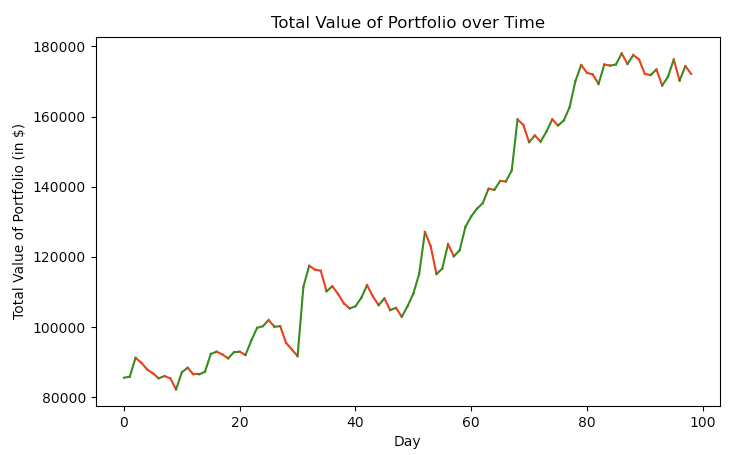 Total Value of Portfolio over Time
Total Value of Portfolio (in $)
180000
160000
140000
120000
100000
80000
0 20 40 60 80 100
Day